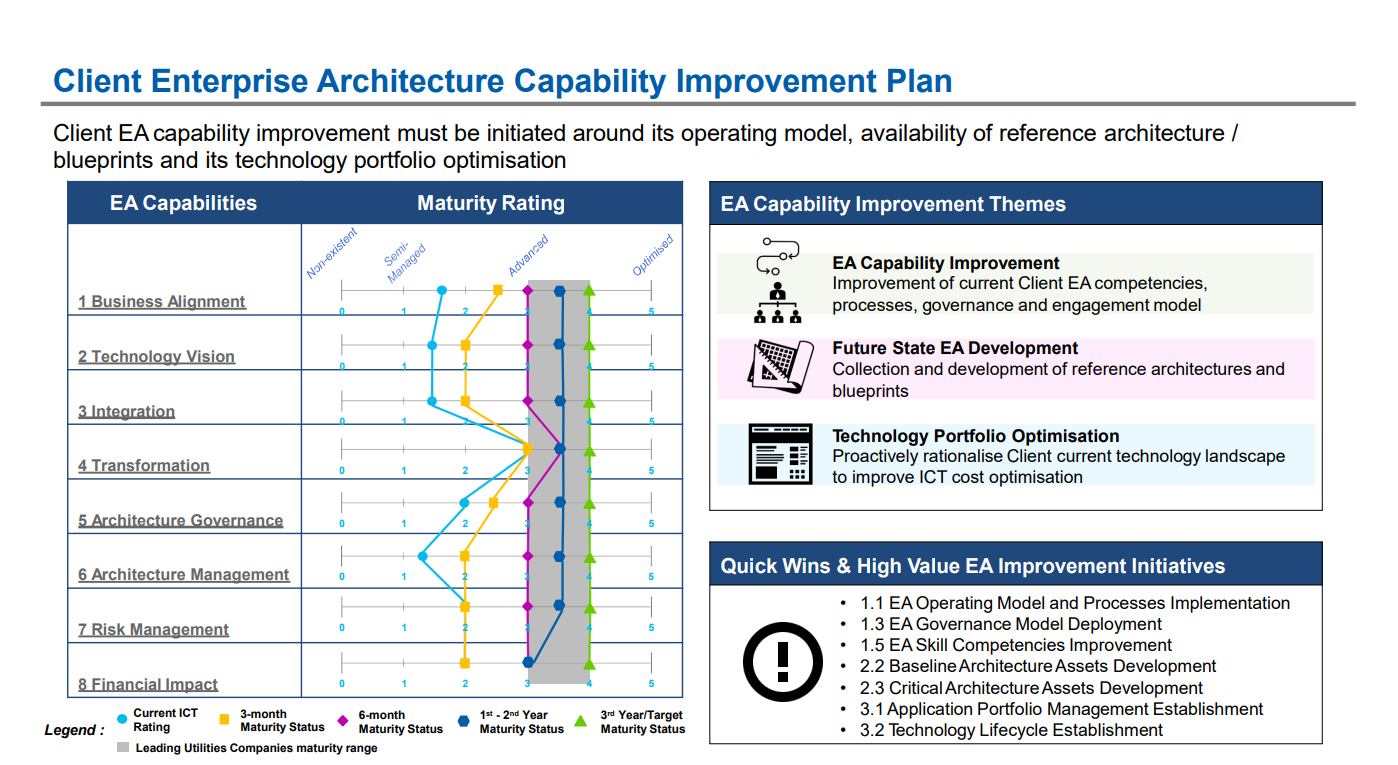 Client Enterprise Architecture Capability Improvement Plan
Client EA capability improvement must be initiated around its operating model, availability of reference architecture /
blueprints and its technology portfolio optimisation
EA Capabilities
Maturity Rating
Non-existent
Semi-
Managed
Advanced
Optimised
1 Business Alignment
0 1 2 3 4 5
2 Technology Vision
0 1 2 3 4 5
3 Integration
0 1 2 3 4 5
4 Transformation
0 1 2 3 4 5
5 Architecture Governance
0 1 2 3 4 5
6 Architecture Management
0 1 2 3 4 5
7 Risk Management
0 1 2 3 4 5
8 Financial Impact
0 1 2 3 4 5
Legend :
Current ICT
Rating
3-month
Maturity Status
6-month
Maturity Status
1st - 2nd Year
Maturity Status
3rd Year/Target
Maturity Status
Leading Utilities Companies maturity range
EA Capability Improvement Themes
EA Capability Improvement
Improvement of current Client EA competencies,
processes, governance and engagement model
Future State EA Development
Collection and development of reference architectures and
blueprints
Technology Portfolio Optimisation
Proactively rationalise Client current technology landscape
to improve ICT cost optimisation
Quick Wins & High Value EA Improvement Initiatives
• 1.1 EA Operating Model and Processes Implementation
• 1.3 EA Governance Model Deployment
• 1.5 EA Skill Competencies Improvement
• 2.2 Baseline Architecture Assets Development
• 2.3 Critical Architecture Assets Development
• 3.1 Application Portfolio Management Establishment
• 3.2 Technology Lifecycle Establishment